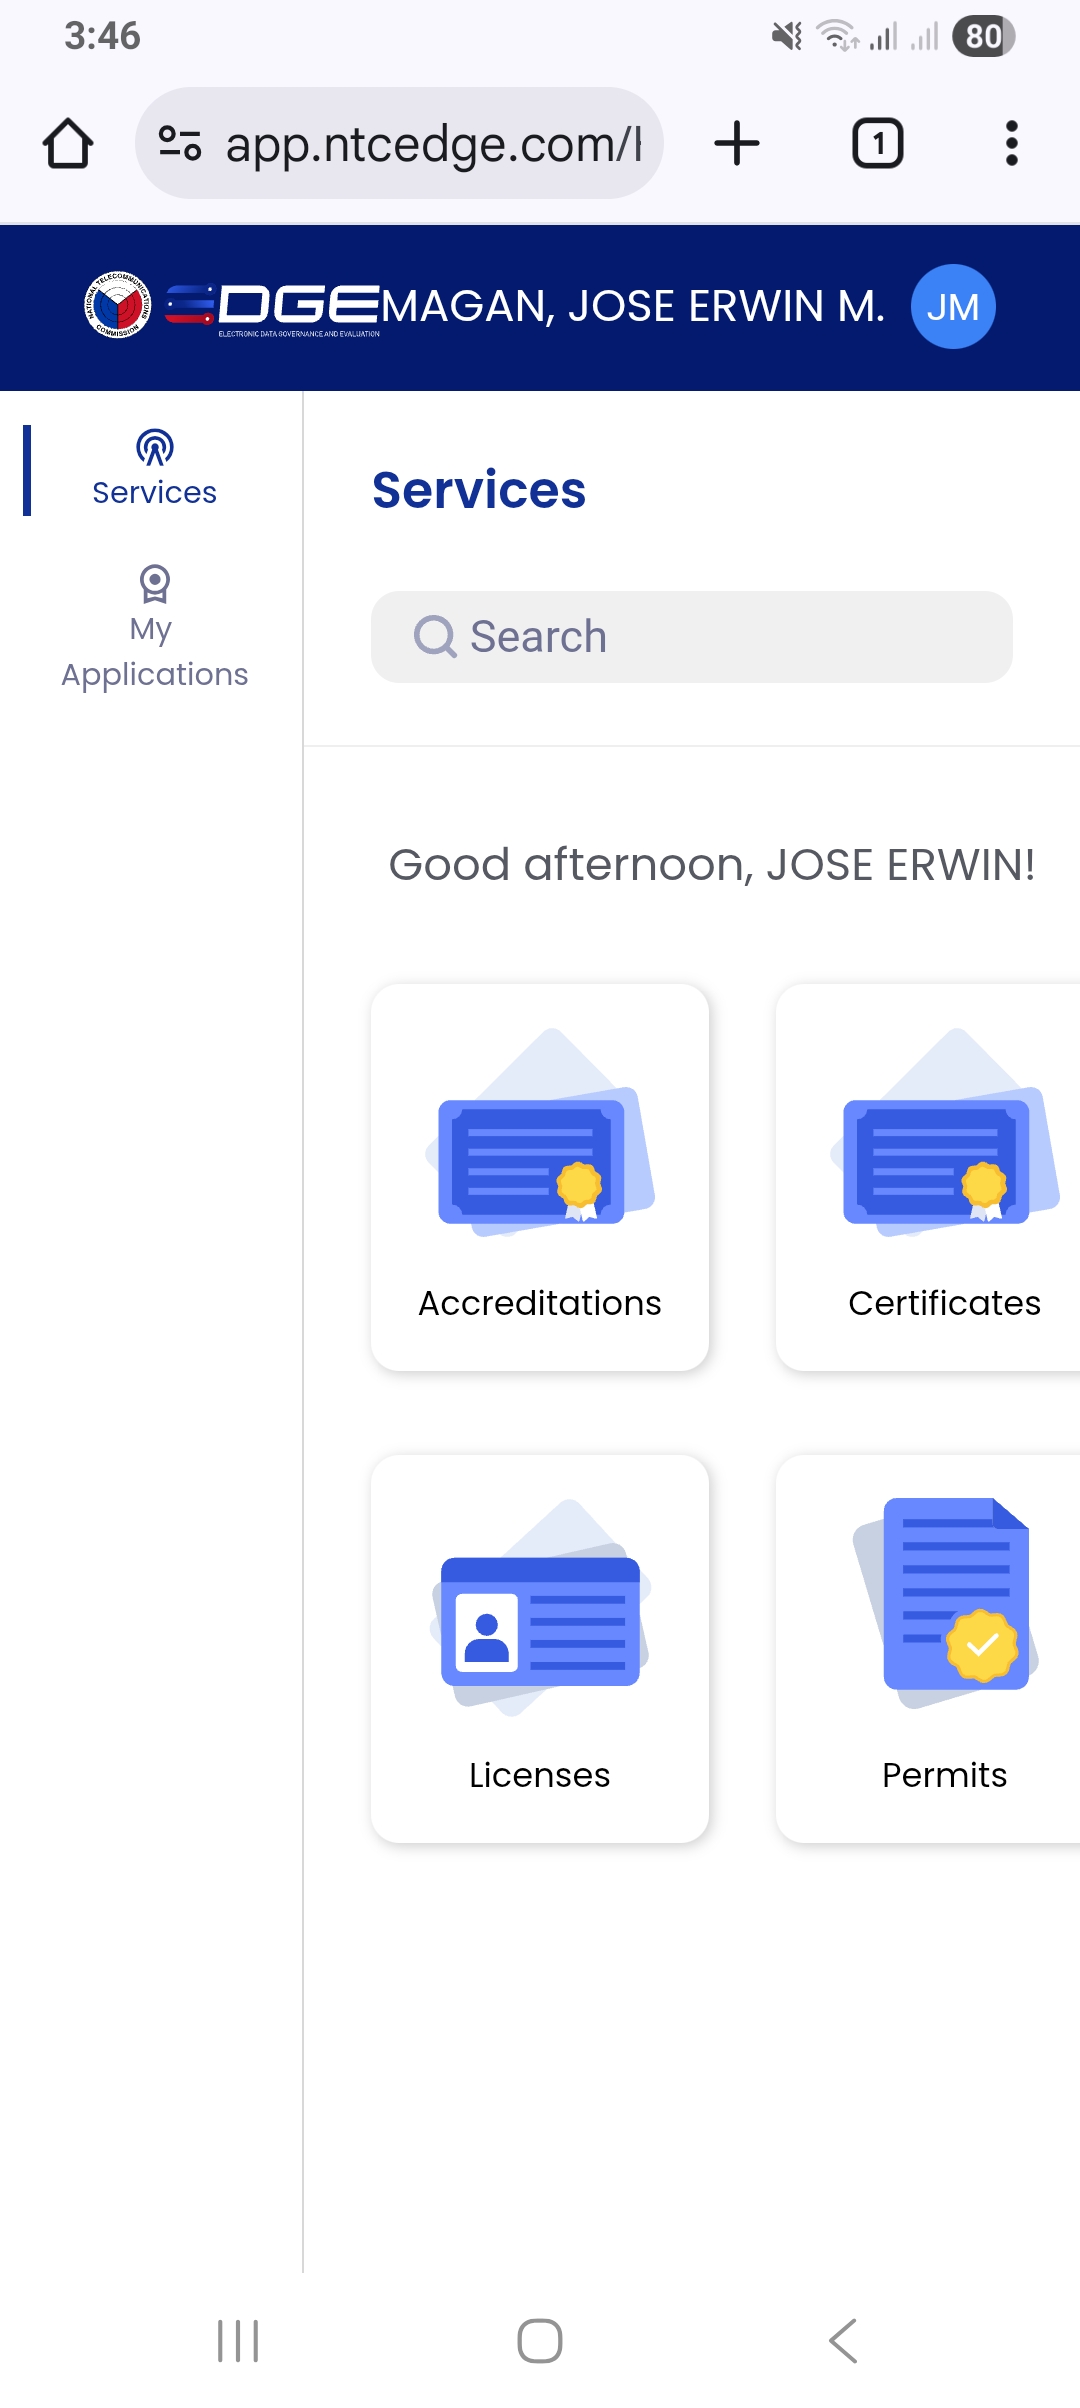 3:46
80
app.ntcedge.com/
1
NATIONAL TELECOMMUNICATIONS COMMISSION
DGE
ELECTRONIC DATA GOVERNANCE AND EVALUATION
MAGAN, JOSE ERWIN M.
JM
Services
My
Applications
Services
Search
Good afternoon, JOSE ERWIN!
Accreditations
Certificates
Licenses
Permits